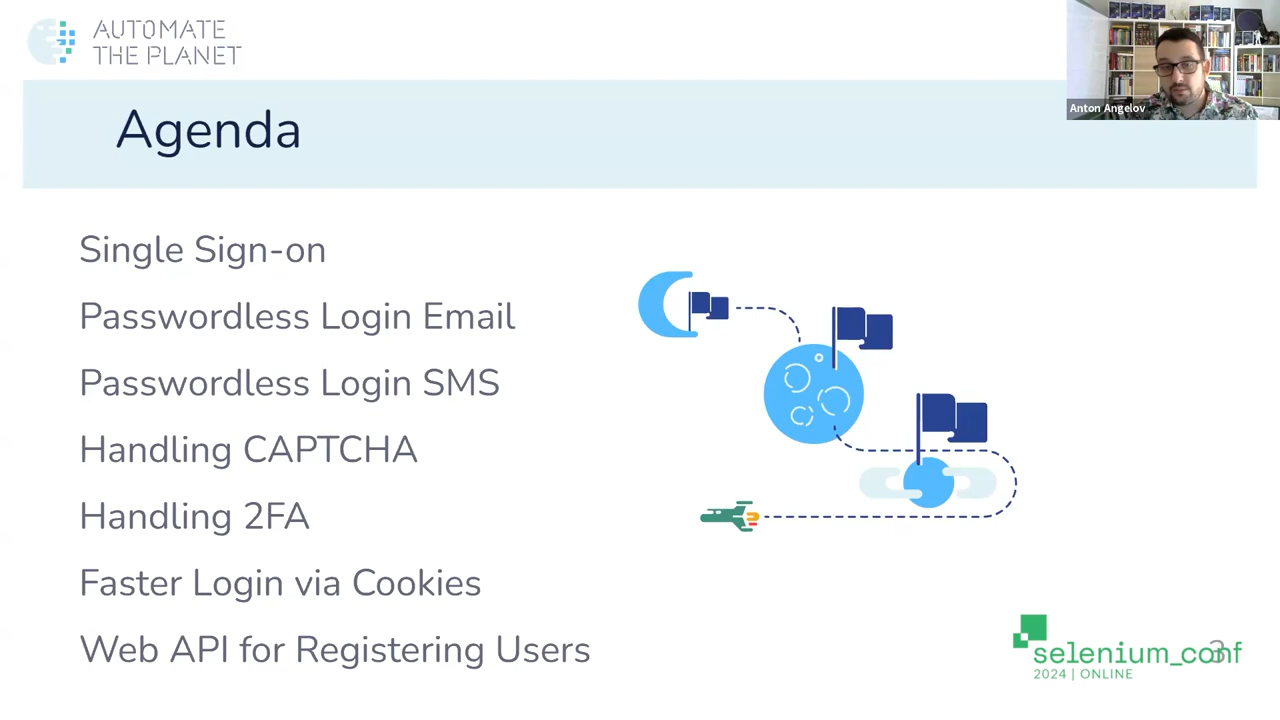 AUTOMATE
THE PLANET
Anton Angelov
Agenda
Single Sign-on
Passwordless Login Email
Passwordless Login SMS
Handling CAPTCHA
Handling 2FA
Faster Login via Cookies
Web API for Registering Users
selenium_conf
3
2024 | ONLINE